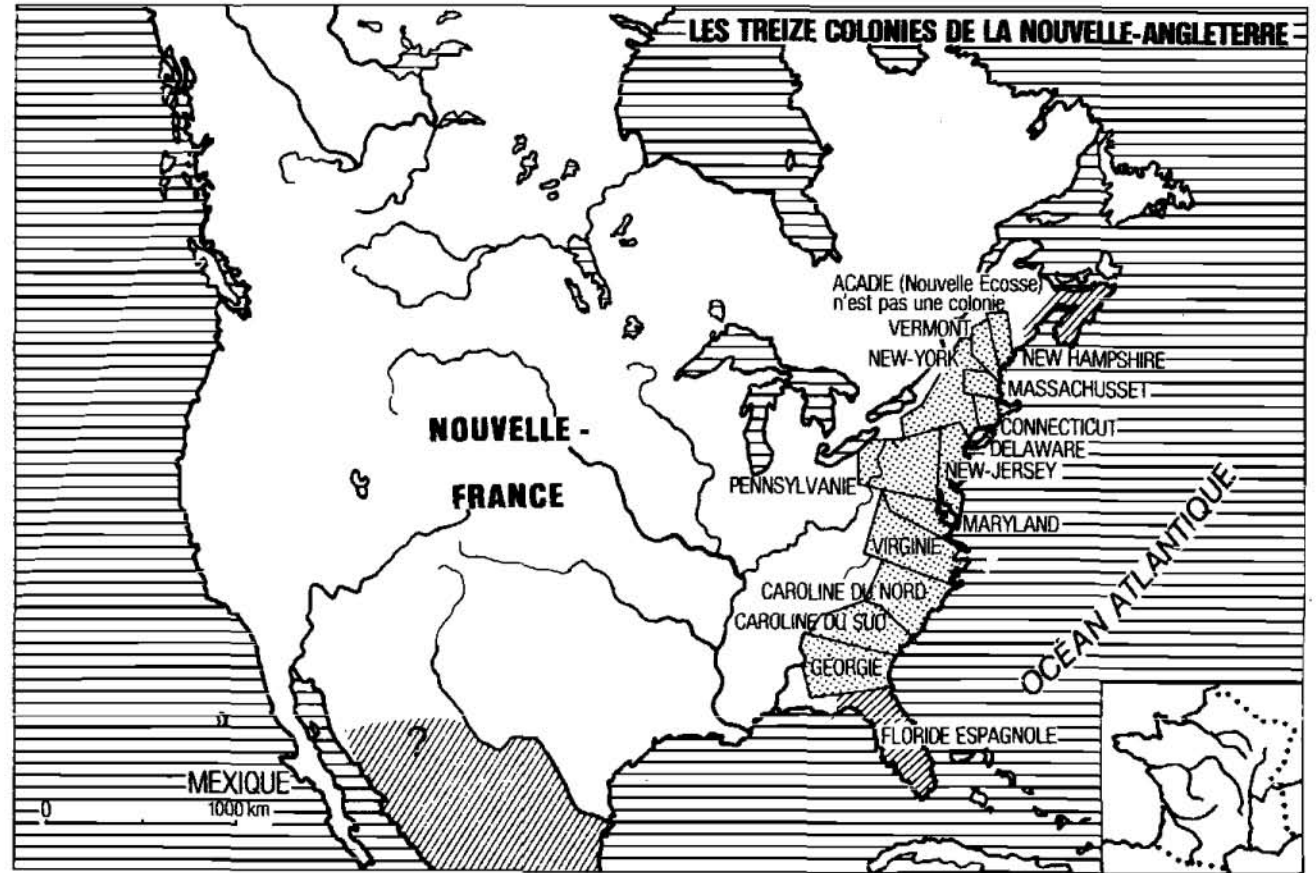 LES TREIZE COLONIES DE LA NOUVELLE-ANGLETERRE
ACADIE (Nouvelle Ecosse)
n'est pas une colonie
VERMONT
NEW-YORK
NEW HAMPSHIRE
MASSACHUSSET
CONNECTICUT
DELAWARE
NEW-JERSEY
PENNSYLVANIE
MARYLAND
VIRGINIE
CAROLINE DU NORD
CAROLINE DU SUD
GEORGIE
FLORIDE ESPAGNOLE
NOUVELLE-
FRANCE
OCÉAN ATLANTIQUE
?
MEXIQUE
0 1000 km